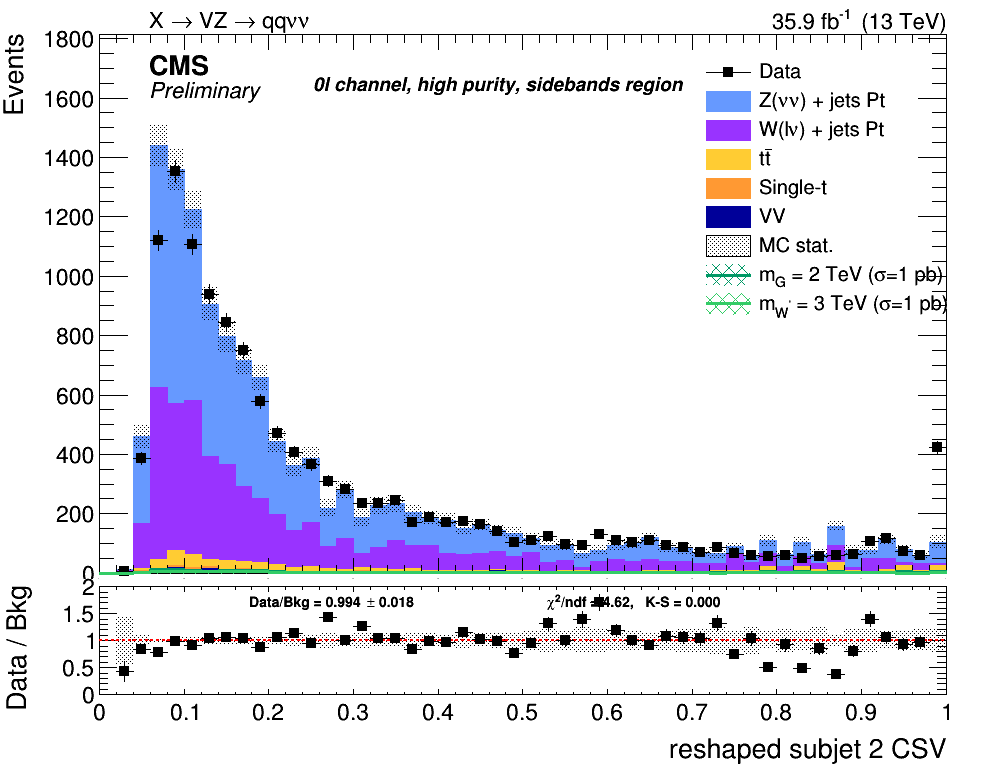 X → VZ → qqνν
35.9 fb⁻¹ (13 TeV)
Events
CMS
Preliminary
0l channel, high purity, sidebands region
Data
Z(νν) + jets Pt
W(lν) + jets Pt
tt̄
Single-t
VV
MC stat.
m_G = 2 TeV (σ=1 pb)
m_W' = 3 TeV (σ=1 pb)
1800
1600
1400
1200
1000
800
600
400
200
0
Data / Bkg
2
1.5
1
0.5
0
Data/Bkg = 0.994 ± 0.018
χ²/ndf = 4.62, K-S = 0.000
0 0.1 0.2 0.3 0.4 0.5 0.6 0.7 0.8 0.9 1
reshaped subjet 2 CSV